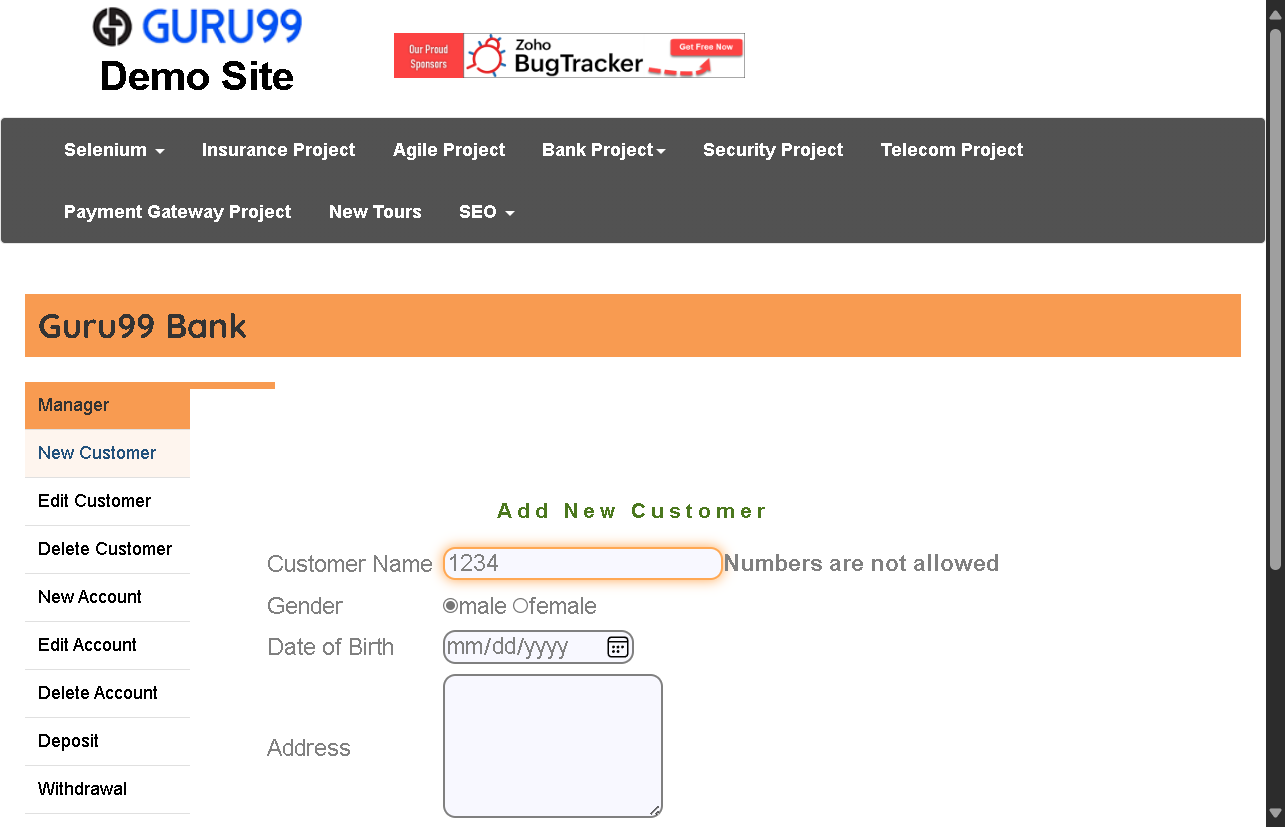 GURU99
Demo Site
Our Proud
Sponsors
Zoho
BugTracker
Get Free Now
Selenium Insurance Project Agile Project Bank Project Security Project Telecom Project
Payment Gateway Project New Tours SEO
Guru99 Bank
Manager
New Customer
Edit Customer
Delete Customer
New Account
Edit Account
Delete Account
Deposit
Withdrawal
Add New Customer
Customer Name 1234 Numbers are not allowed
Gender male female
Date of Birth mm/dd/yyyy
Address